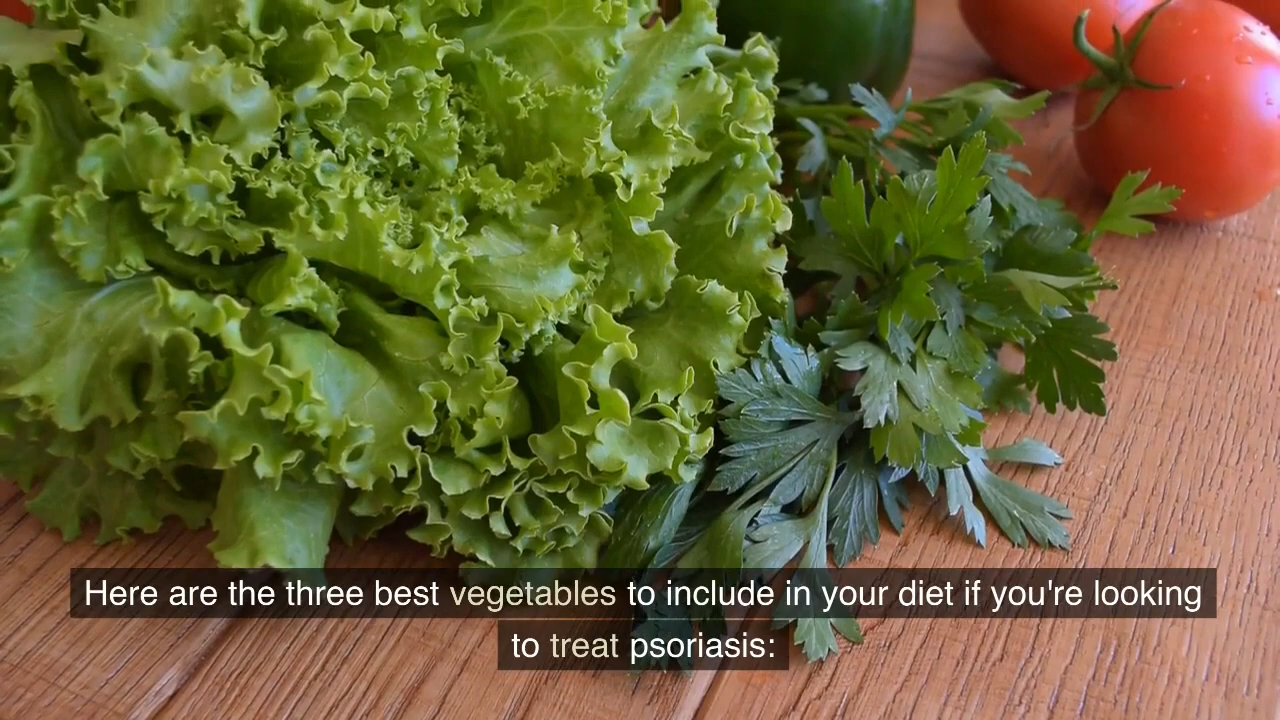 Here are the three best vegetables to include in your diet if you're looking
to treat psoriasis: